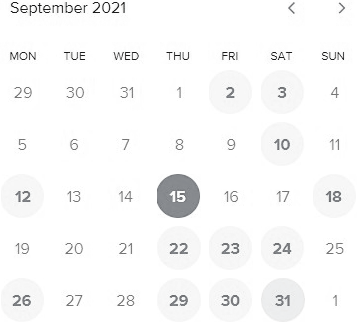 September 2021
MON TUE WED THU FRI SAT SUN
29 30 31 1 2 3 4
5 6 7 8 9 10 11
12 13 14 15 16 17 18
19 20 21 22 23 24 25
26 27 28 29 30 31 1